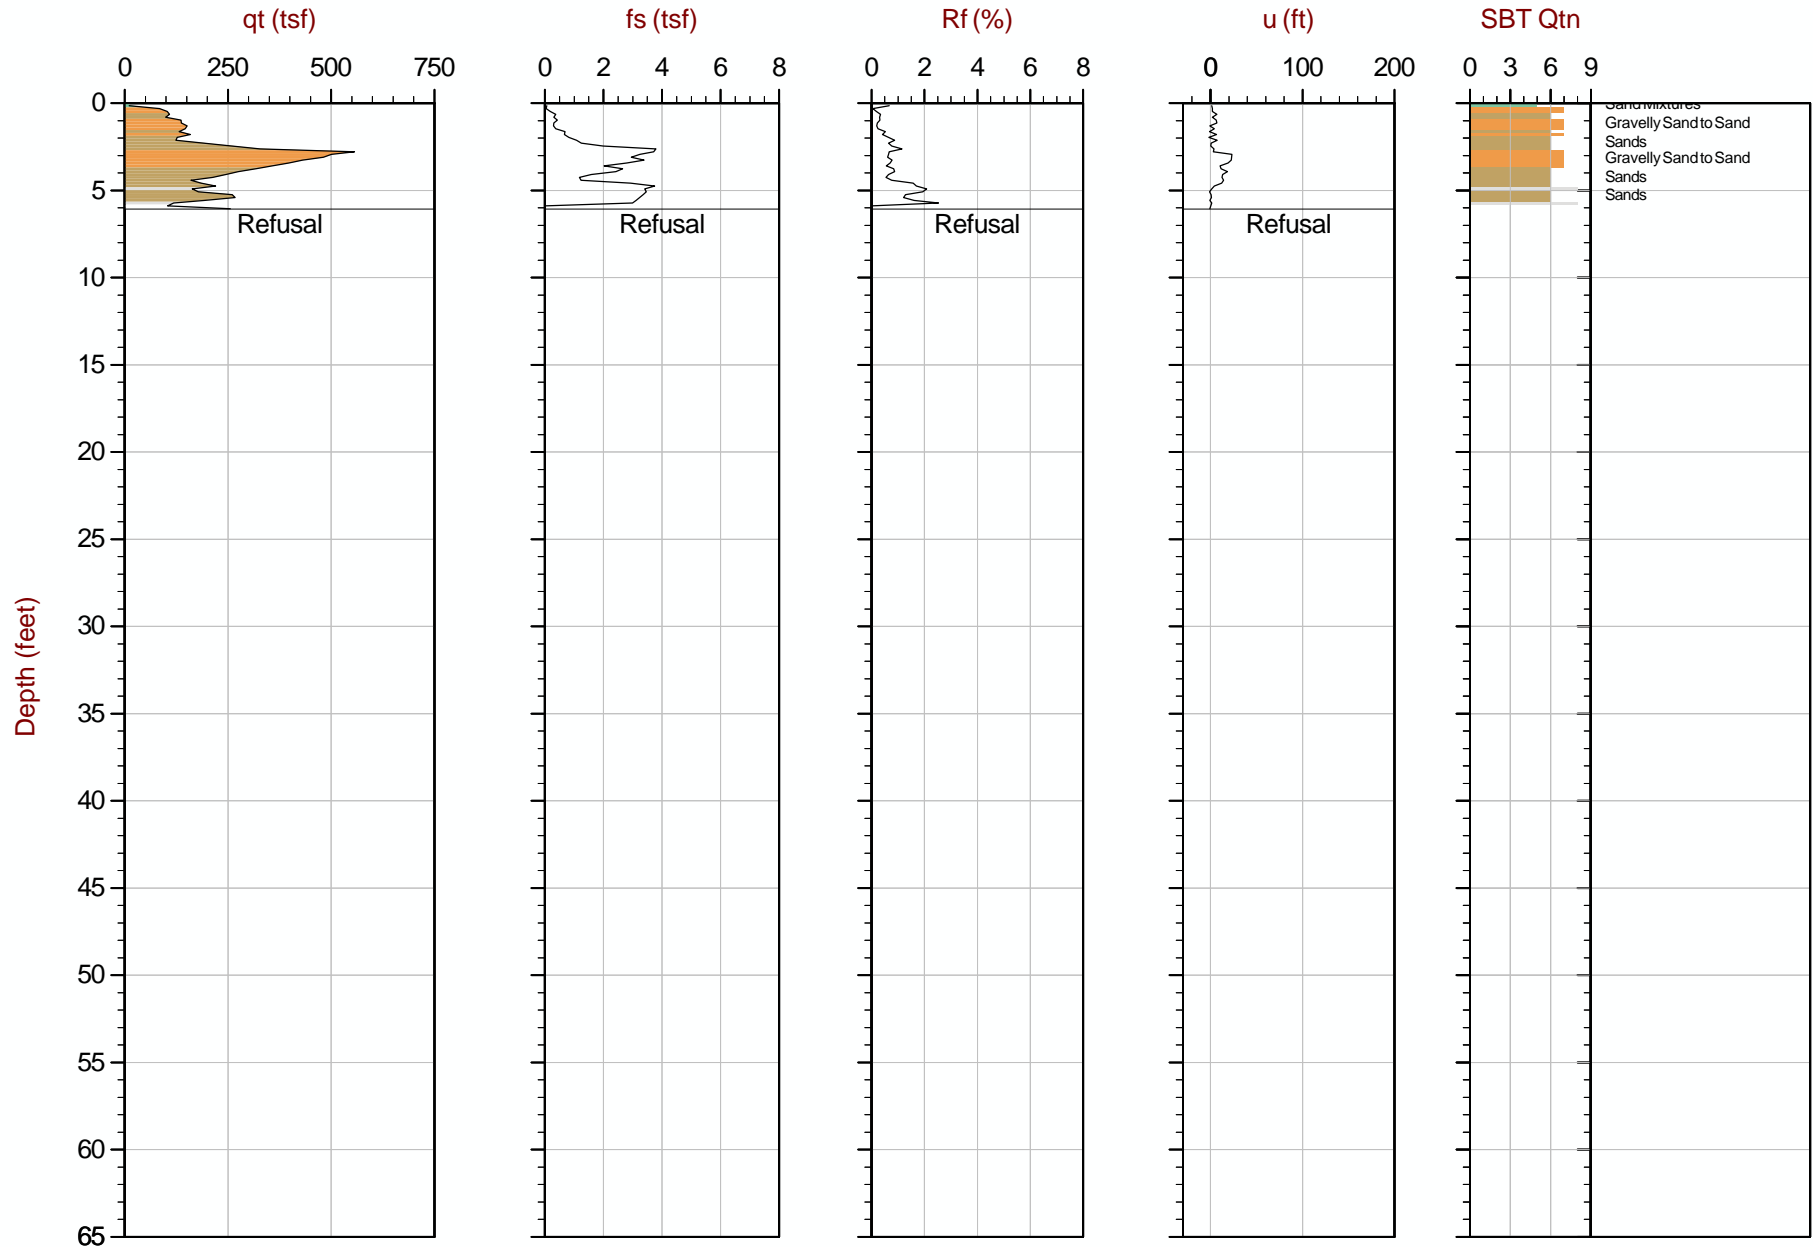 qt (tsf) fs (tsf) Rf (%) u (ft) SBT Qtn
0 250 500 750 0 2 4 6 8 0 2 4 6 8 0 100 200 0 3 6 9
0
Sand Mixtures
Gravelly Sand to Sand
Sands
Gravelly Sand to Sand
Sands
5
Sands
Refusal Refusal Refusal Refusal
10
15
20
25
30
35
40
45
50
55
60
65
Depth (feet)